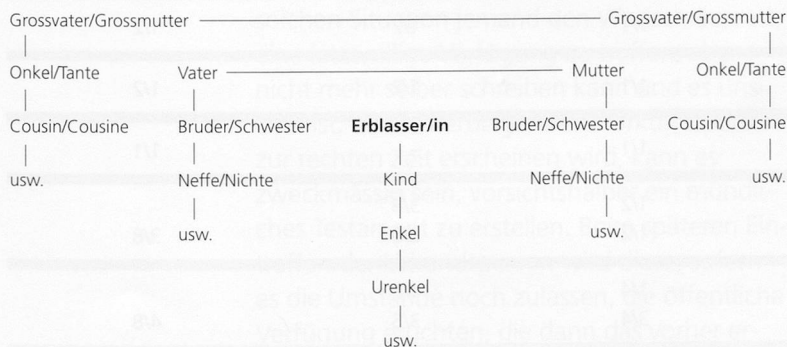 Grossvater/Grossmutter Grossvater/Grossmutter
Onkel/Tante Vater Mutter Onkel/Tante
Cousin/Cousine Bruder/Schwester Erblasser/in Bruder/Schwester Cousin/Cousine
usw. Neffe/Nichte Kind Neffe/Nichte usw.
usw. Enkel usw.
Urenkel
usw.